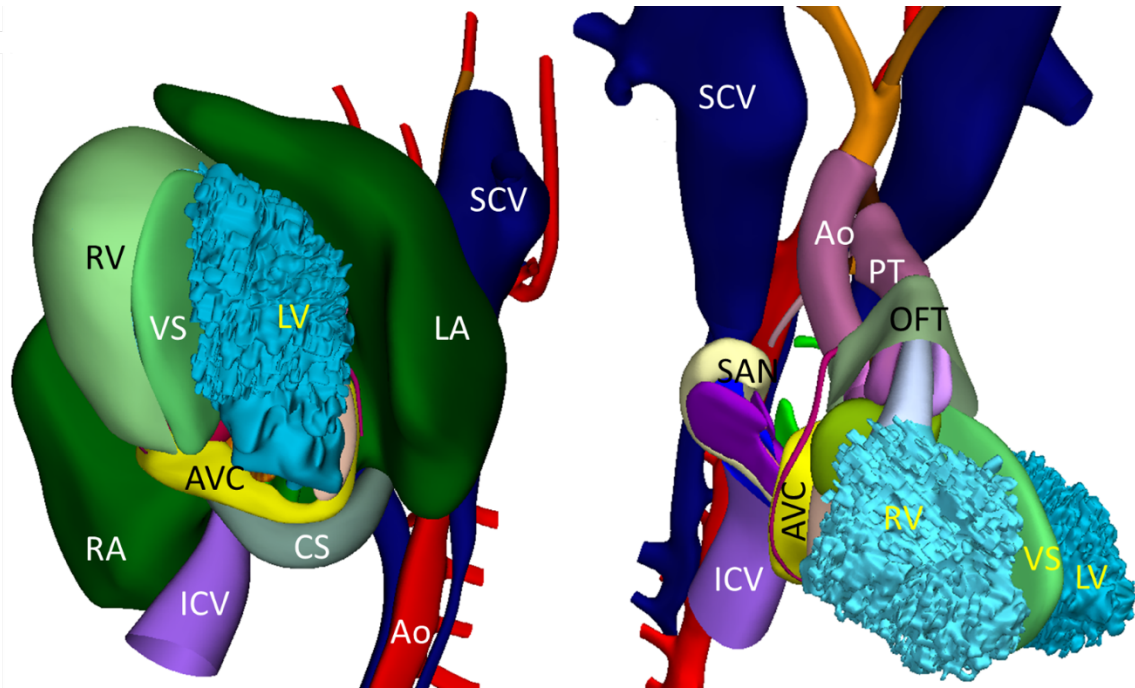 SCV
RV
VS
LV
LA
AVC
RA
CS
ICV
Ao
SCV
Ao
PT
OFT
SAN
AVC
RV
VS
LV
ICV